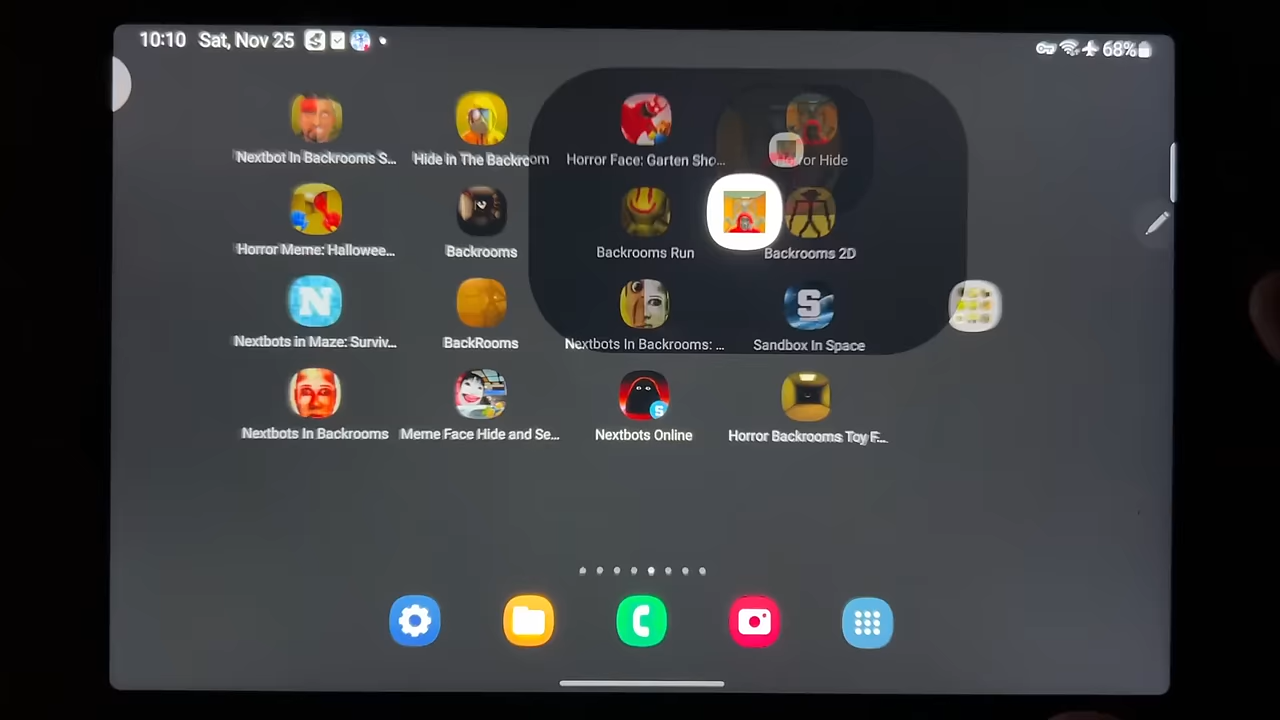 10:10 Sat, Nov 25
68%
Nextbot In Backrooms S...
Hide In The Backroom
Horror Face: Garten Sho...
Horror Hide
Horror Meme: Hallowee...
Backrooms
Backrooms Run
Backrooms 2D
N
S
Nextbots in Maze: Surviv...
BackRooms
Nextbots In Backrooms: ...
Sandbox In Space
S
Nextbots In Backrooms
Meme Face Hide and Se...
Nextbots Online
Horror Backrooms Toy F...